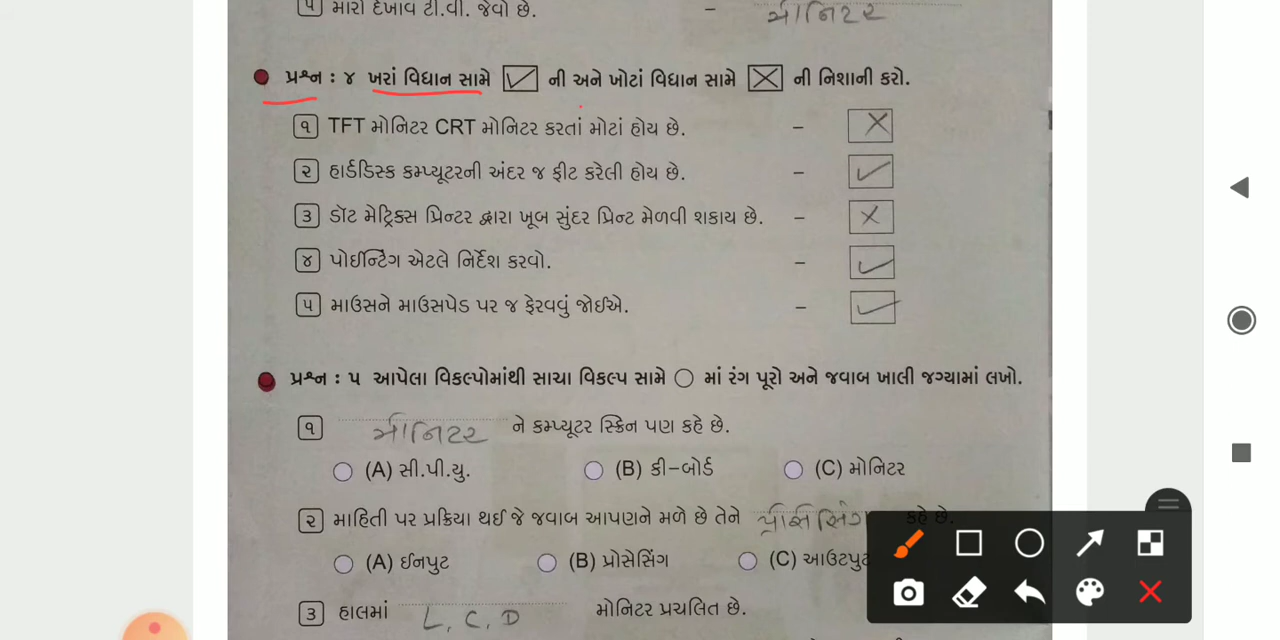 ૫ મારો દેખાવ ટી.વી. જેવો છે. – મોનિટર
પ્રશ્ન : ૪ ખરાં વિધાન સામે ☑ ની અને ખોટાં વિધાન સામે ☒ ની નિશાની કરો.
૧ TFT મોનિટર CRT મોનિટર કરતાં મોટાં હોય છે. – ✗
૨ હાર્ડડિસ્ક કમ્પ્યૂટરની અંદર જ ફીટ કરેલી હોય છે. – ✓
૩ ડૉટ મેટ્રિક્સ પ્રિન્ટર દ્વારા ખૂબ સુંદર પ્રિન્ટ મેળવી શકાય છે. – ✗
૪ પોઈન્ટિંગ એટલે નિર્દેશ કરવો. – ✓
૫ માઉસને માઉસપેડ પર જ ફેરવવું જોઈએ. – ✓
પ્રશ્ન : ૫ આપેલા વિકલ્પોમાંથી સાચા વિકલ્પ સામે ○ માં રંગ પૂરો અને જવાબ ખાલી જગ્યામાં લખો.
૧ મોનિટર ને કમ્પ્યૂટર સ્ક્રિન પણ કહે છે.
(A) સી.પી.યુ. (B) કી-બોર્ડ (C) મોનિટર
૨ માહિતી પર પ્રક્રિયા થઈ જે જવાબ આપણને મળે છે તેને પ્રોસેસિંગ કહે છે.
(A) ઈનપુટ (B) પ્રોસેસિંગ (C) આઉટપુટ
૩ હાલમાં L, C, D મોનિટર પ્રચલિત છે.